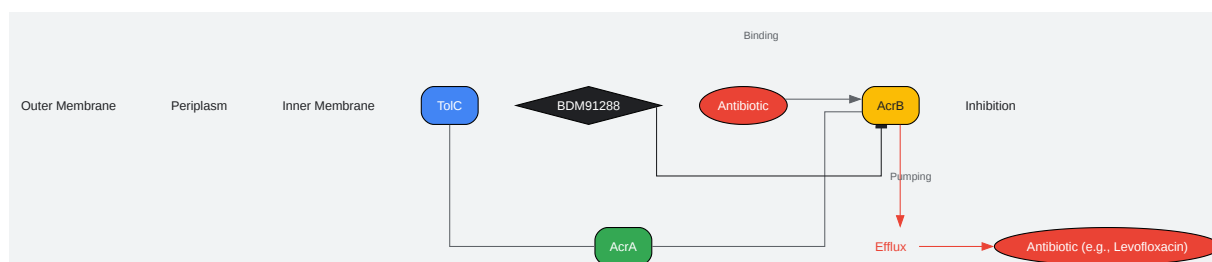 Binding
Outer Membrane
Periplasm
Inner Membrane
TolC
BDM91288
Antibiotic
AcrB
Inhibition
Pumping
AcrA
Efflux
Antibiotic (e.g., Levofloxacin)